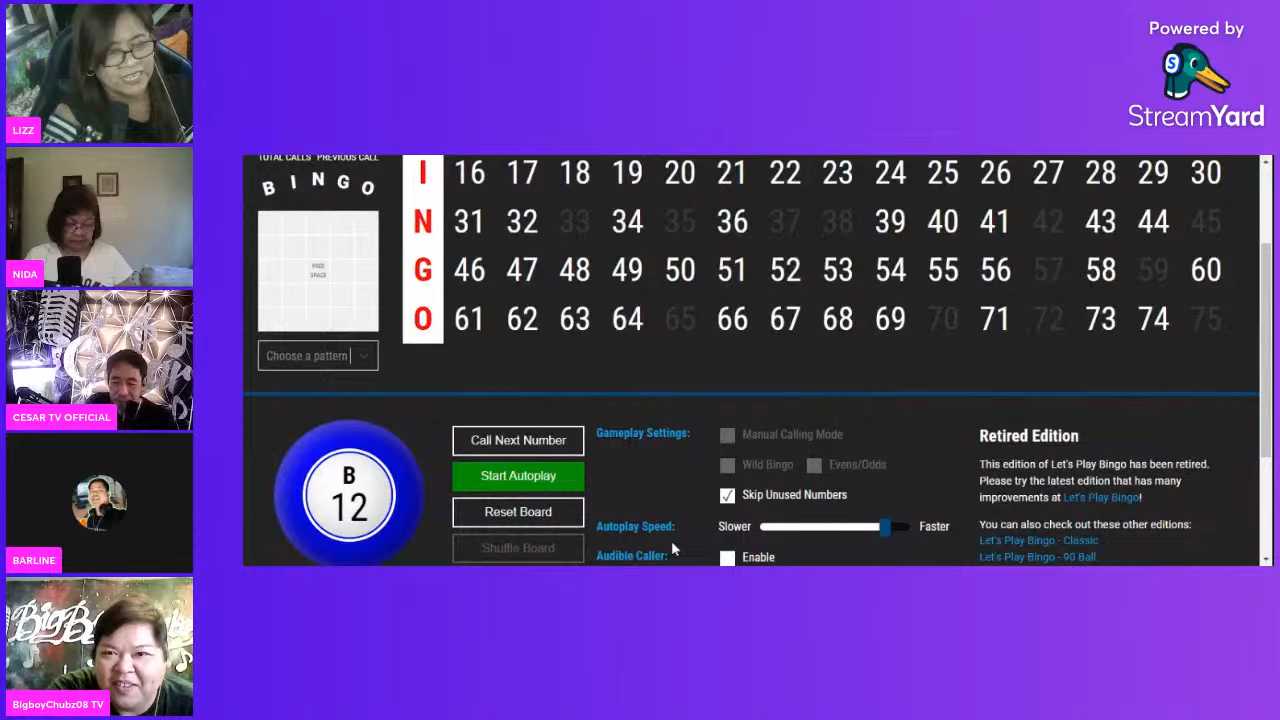 LIZZ
NIDA
CESAR TV OFFICIAL
BARLINE
BigboyChubz08 TV
Powered by
S
StreamYard
TOTAL CALLS PREVIOUS CALL
B I N G O
FREE
SPACE
Choose a pattern
I 16 17 18 19 20 21 22 23 24 25 26 27 28 29 30
N 31 32 33 34 35 36 37 38 39 40 41 42 43 44 45
G 46 47 48 49 50 51 52 53 54 55 56 57 58 59 60
O 61 62 63 64 65 66 67 68 69 70 71 72 73 74 75
B
12
Call Next Number
Start Autoplay
Reset Board
Shuffle Board
Gameplay Settings:
Manual Calling Mode
Wild Bingo Evens/Odds
Skip Unused Numbers
Autoplay Speed: Slower Faster
Audible Caller: Enable
Retired Edition
This edition of Let's Play Bingo has been retired.
Please try the latest edition that has many
improvements at Let's Play Bingo!
You can also check out these other editions:
Let's Play Bingo - Classic
Let's Play Bingo - 90 Ball